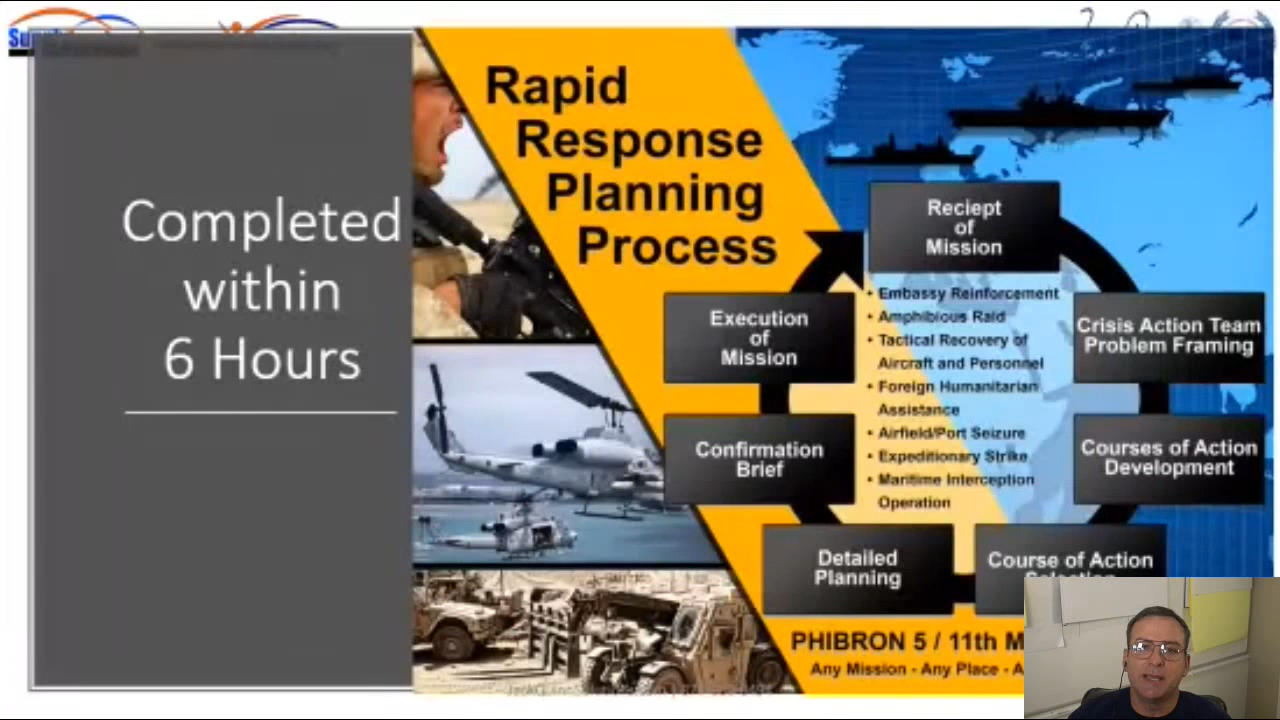 Completed
within
6 Hours
Rapid
Response
Planning
Process
Reciept
of
Mission
Crisis Action Team
Problem Framing
Courses of Action
Development
Course of Action
Selection
Detailed
Planning
Confirmation
Brief
Execution
of
Mission
• Embassy Reinforcement
• Amphibious Raid
• Tactical Recovery of
Aircraft and Personnel
• Foreign Humanitarian
Assistance
• Airfield/Port Seizure
• Expeditionary Strike
• Maritime Interception
Operation
PHIBRON 5 / 11th M
Any Mission - Any Place - A